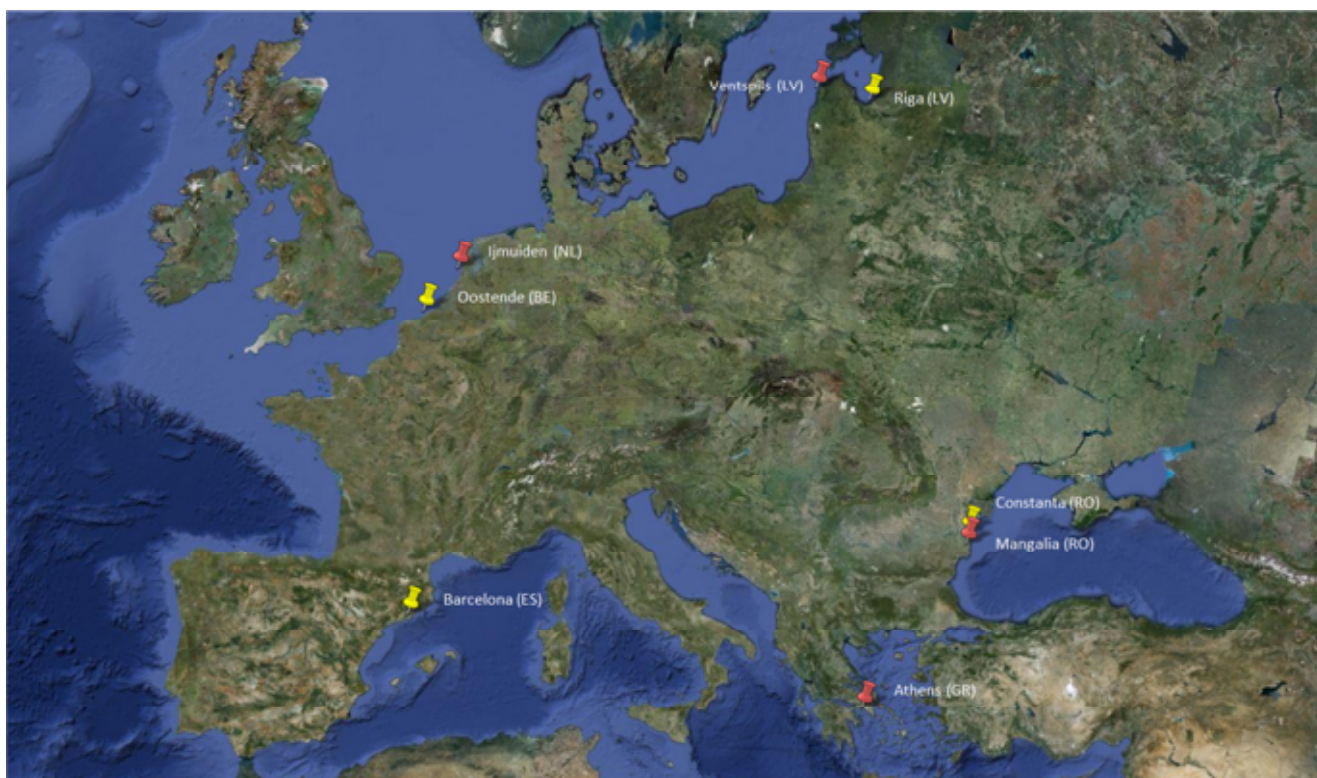 Ventspils (LV)
Riga (LV)
Ijmuiden (NL)
Oostende (BE)
Constanta (RO)
Mangalia (RO)
Barcelona (ES)
Athens (GR)